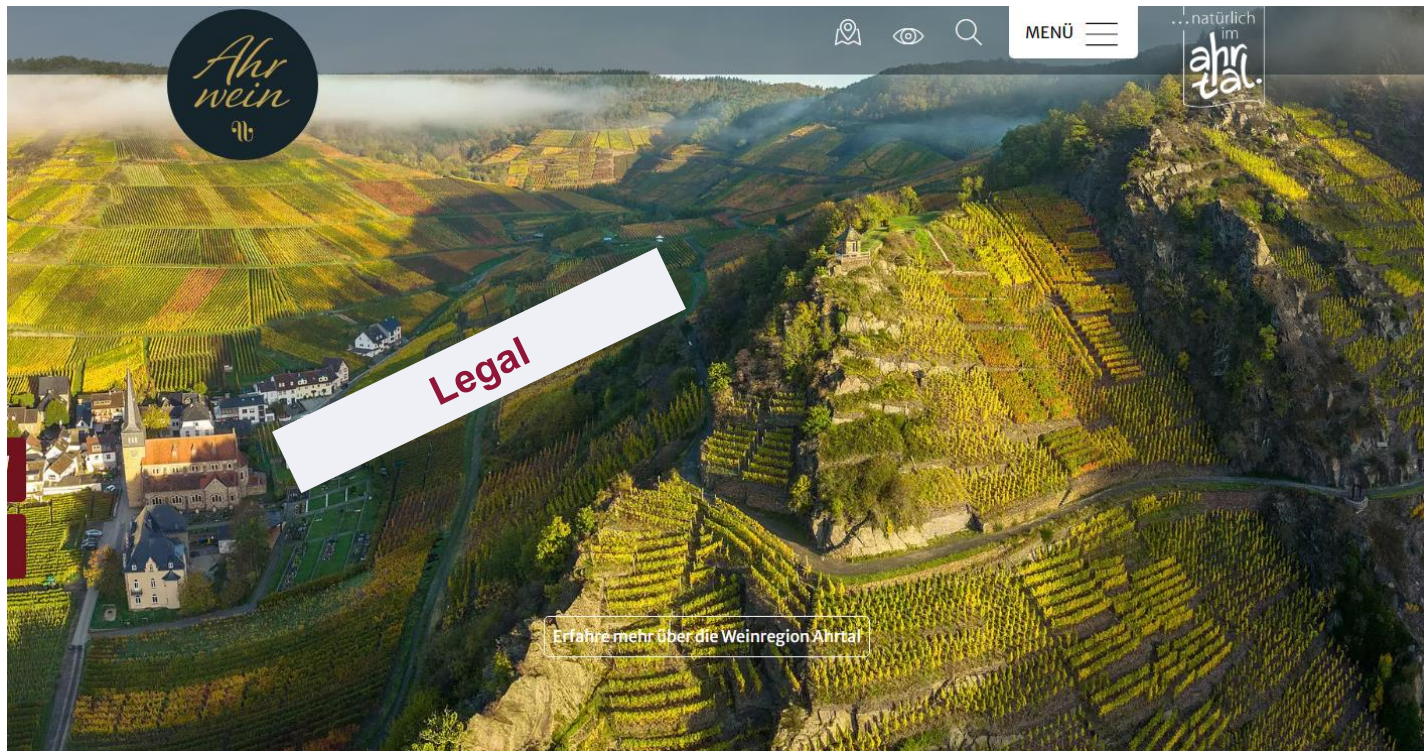 Ahr
wein
MENÜ
...natürlich
im
ahr
tal.
Legal
Erfahre mehr über die Weinregion Ahrtal